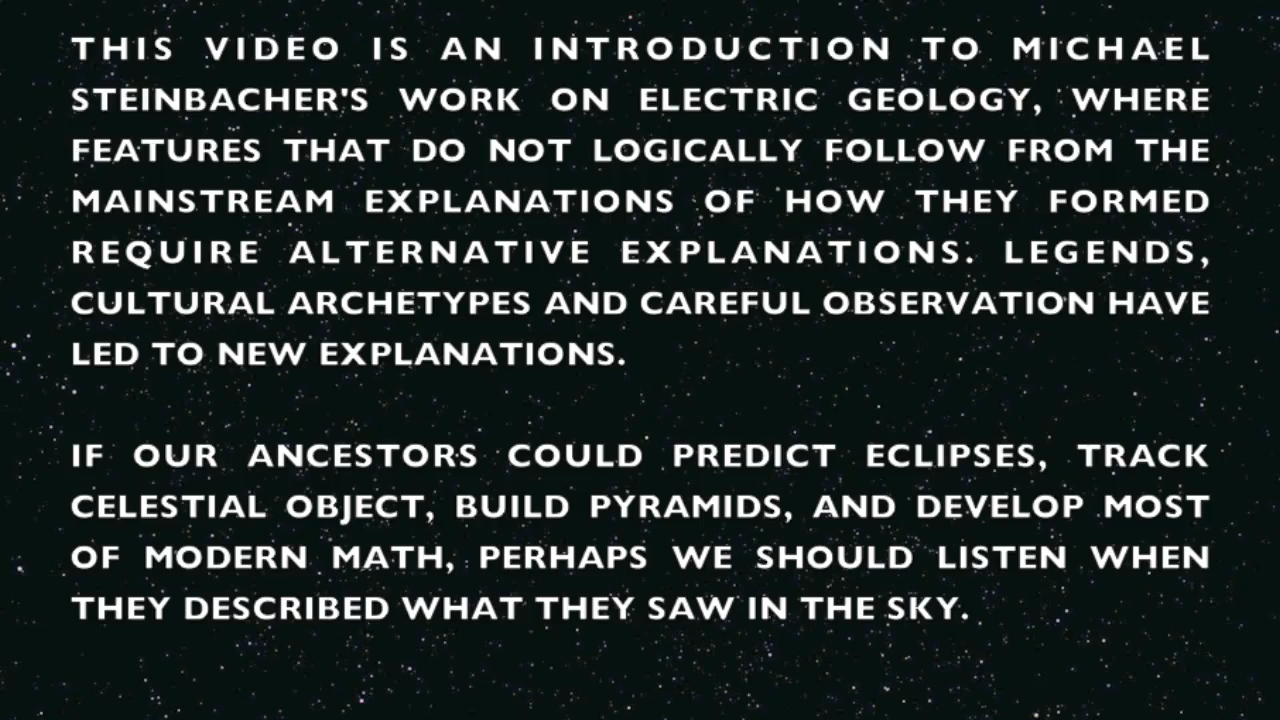 THIS VIDEO IS AN INTRODUCTION TO MICHAEL
STEINBACHER'S WORK ON ELECTRIC GEOLOGY, WHERE
FEATURES THAT DO NOT LOGICALLY FOLLOW FROM THE
MAINSTREAM EXPLANATIONS OF HOW THEY FORMED
REQUIRE ALTERNATIVE EXPLANATIONS. LEGENDS,
CULTURAL ARCHETYPES AND CAREFUL OBSERVATION HAVE
LED TO NEW EXPLANATIONS.
IF OUR ANCESTORS COULD PREDICT ECLIPSES, TRACK
CELESTIAL OBJECT, BUILD PYRAMIDS, AND DEVELOP MOST
OF MODERN MATH, PERHAPS WE SHOULD LISTEN WHEN
THEY DESCRIBED WHAT THEY SAW IN THE SKY.